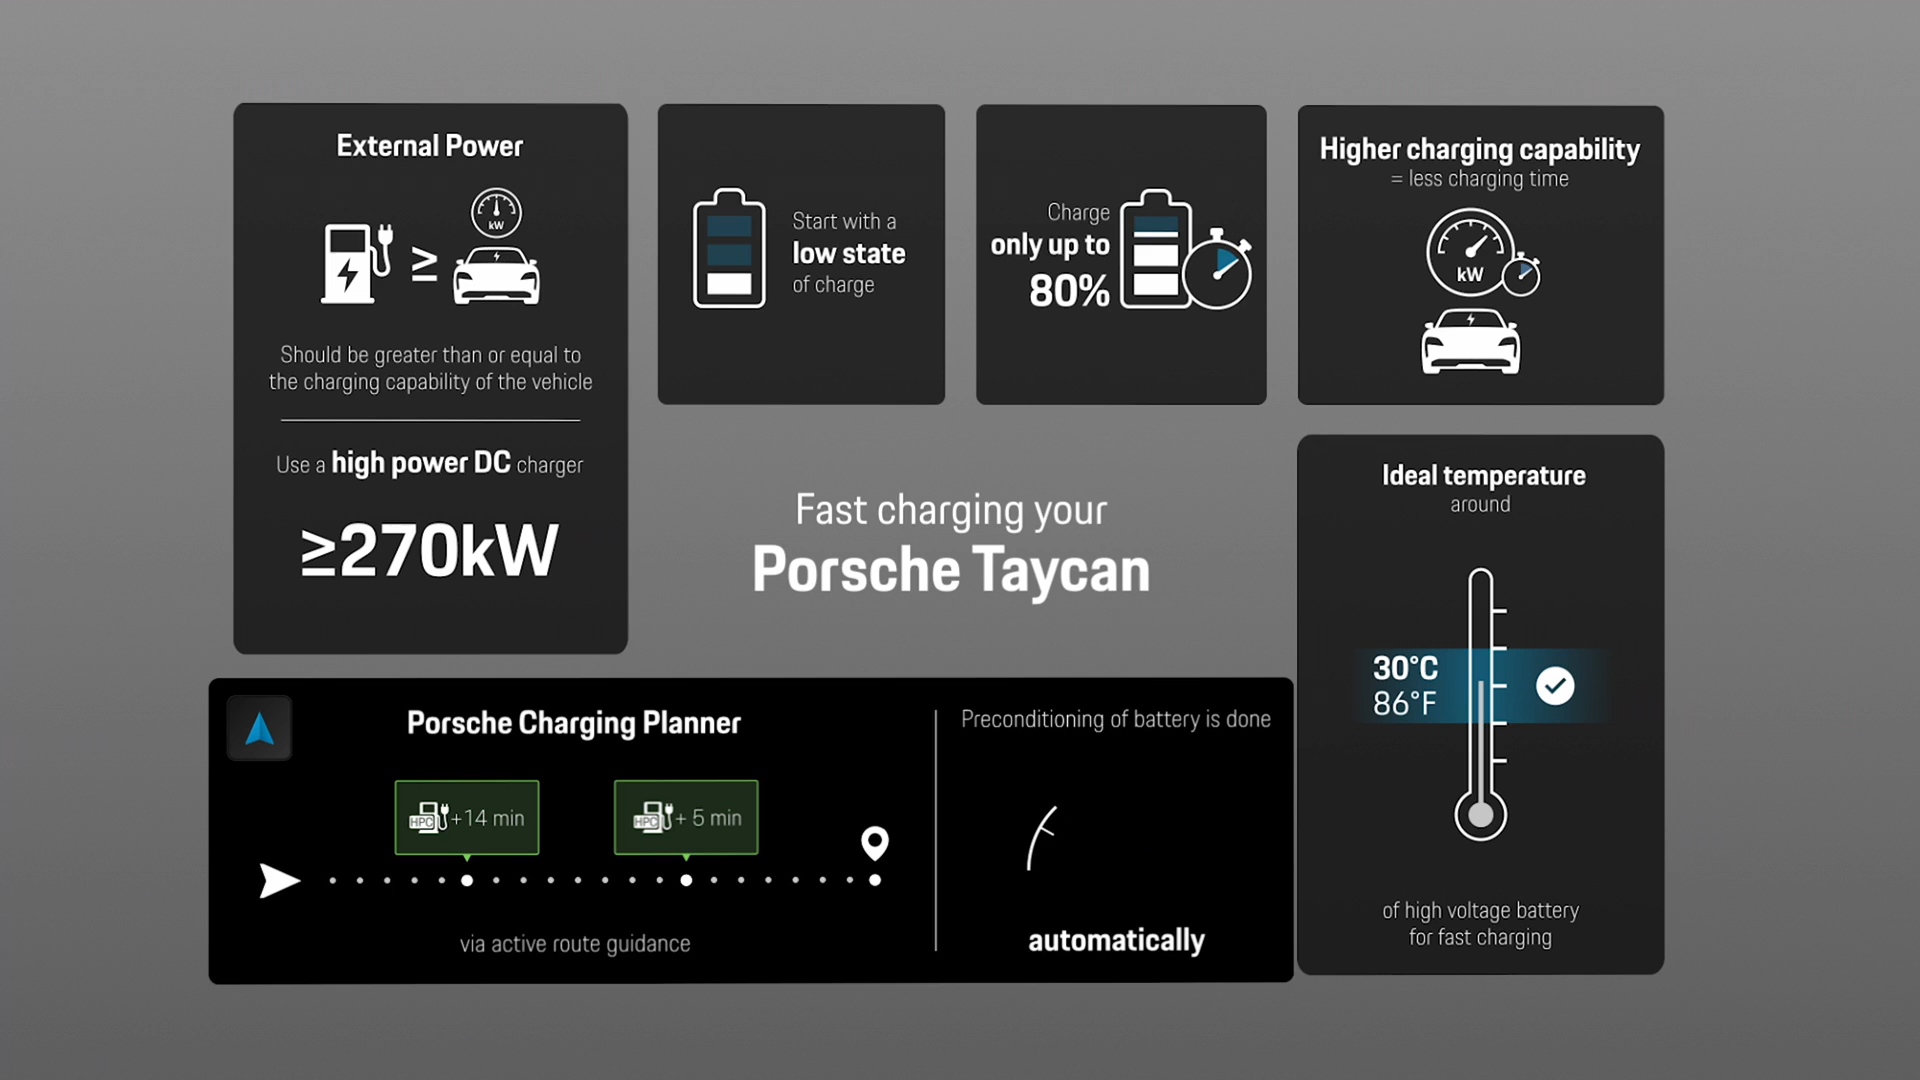 External Power
kW
≥
Should be greater than or equal to
the charging capability of the vehicle
Use a high power DC charger
≥270kW
Start with a
low state
of charge
Charge
only up to
80%
Higher charging capability
= less charging time
kW
Fast charging your
Porsche Taycan
Ideal temperature
around
30°C
86°F
of high voltage battery
for fast charging
Porsche Charging Planner
HPC +14 min
HPC + 5 min
via active route guidance
Preconditioning of battery is done
automatically